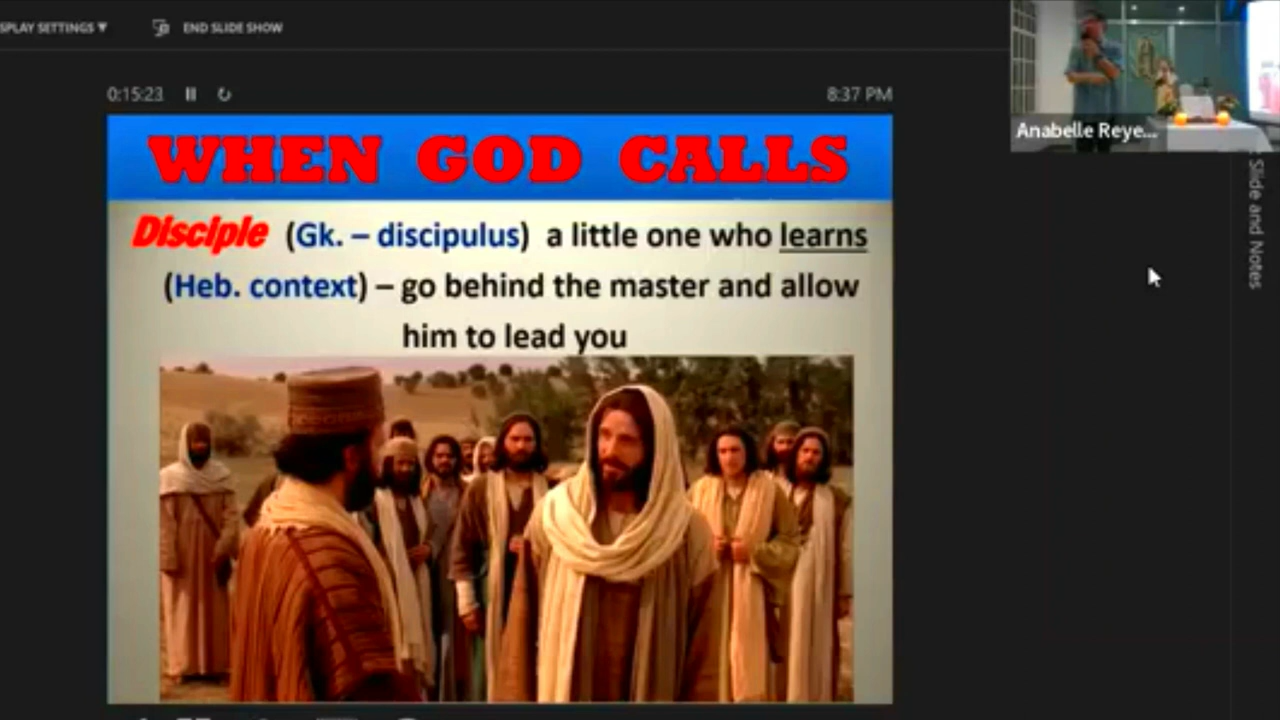 SPLAY SETTINGS ▼ END SLIDE SHOW
0:15:23 8:37 PM
Anabelle Reye...
Slide and Notes
WHEN GOD CALLS
Disciple (Gk. – discipulus) a little one who learns
(Heb. context) – go behind the master and allow
him to lead you